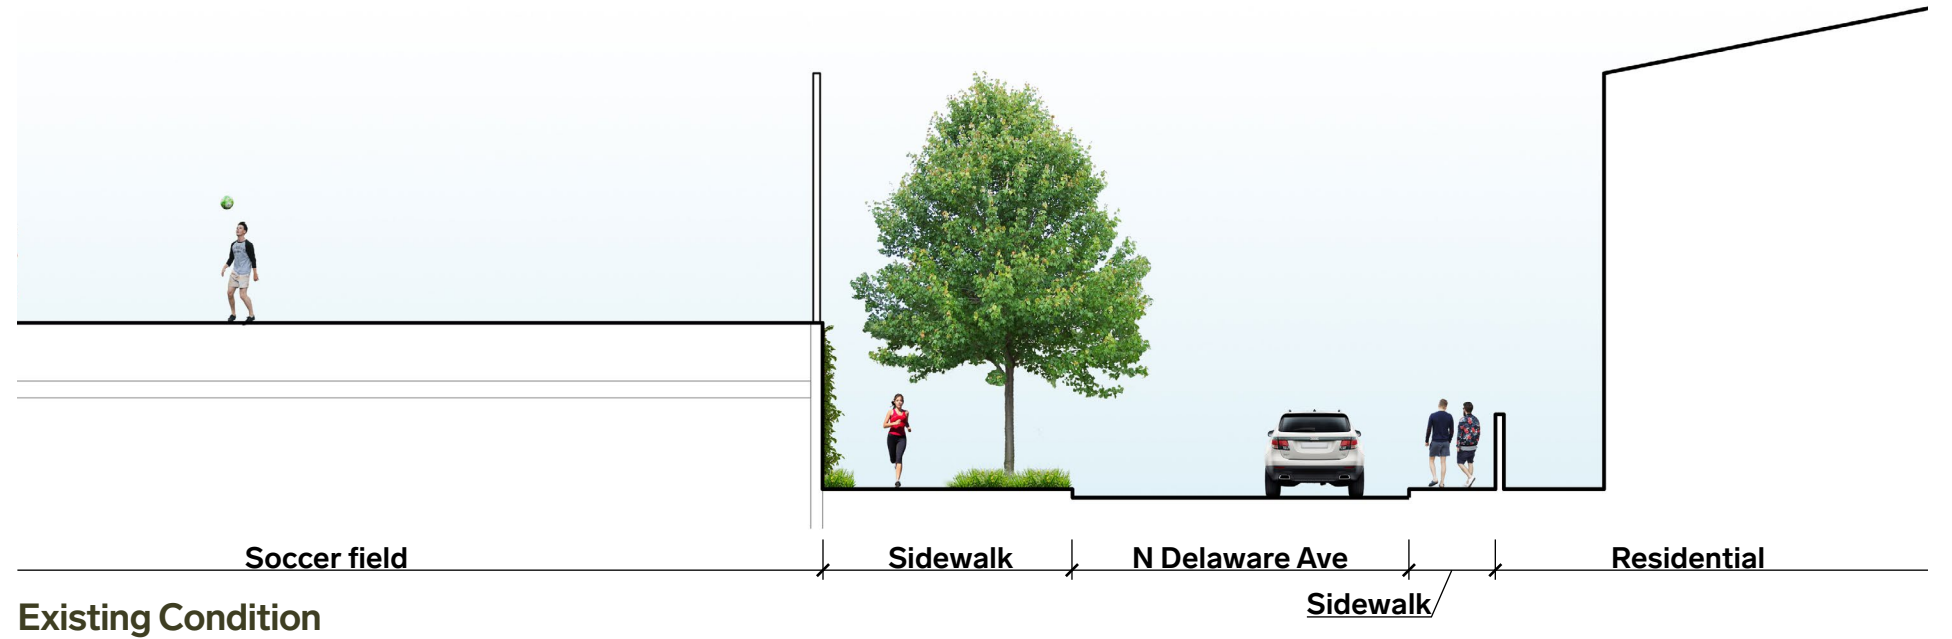 Soccer field
Sidewalk
N Delaware Ave
Residential
Sidewalk
Existing Condition